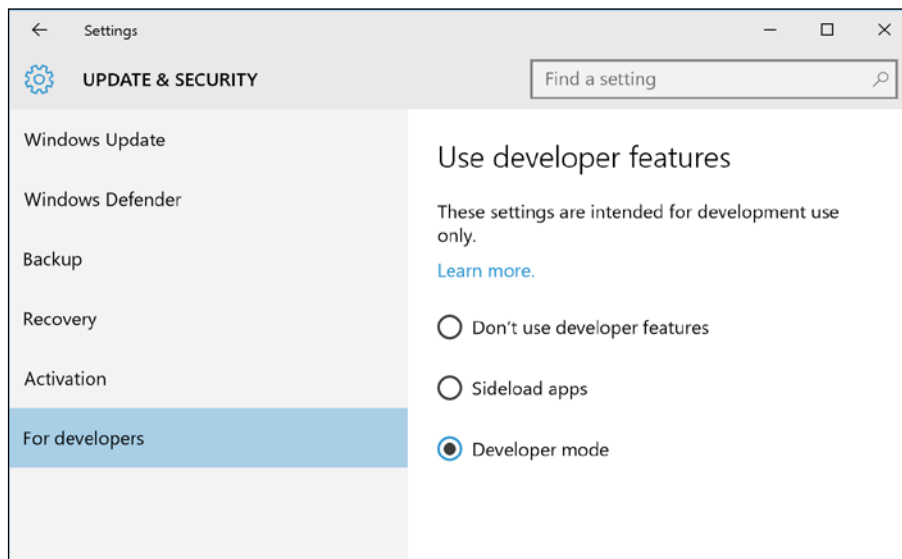 Settings
UPDATE & SECURITY
Find a setting
Windows Update
Windows Defender
Backup
Recovery
Activation
For developers
Use developer features
These settings are intended for development use
only.
Learn more.
Don't use developer features
Sideload apps
Developer mode